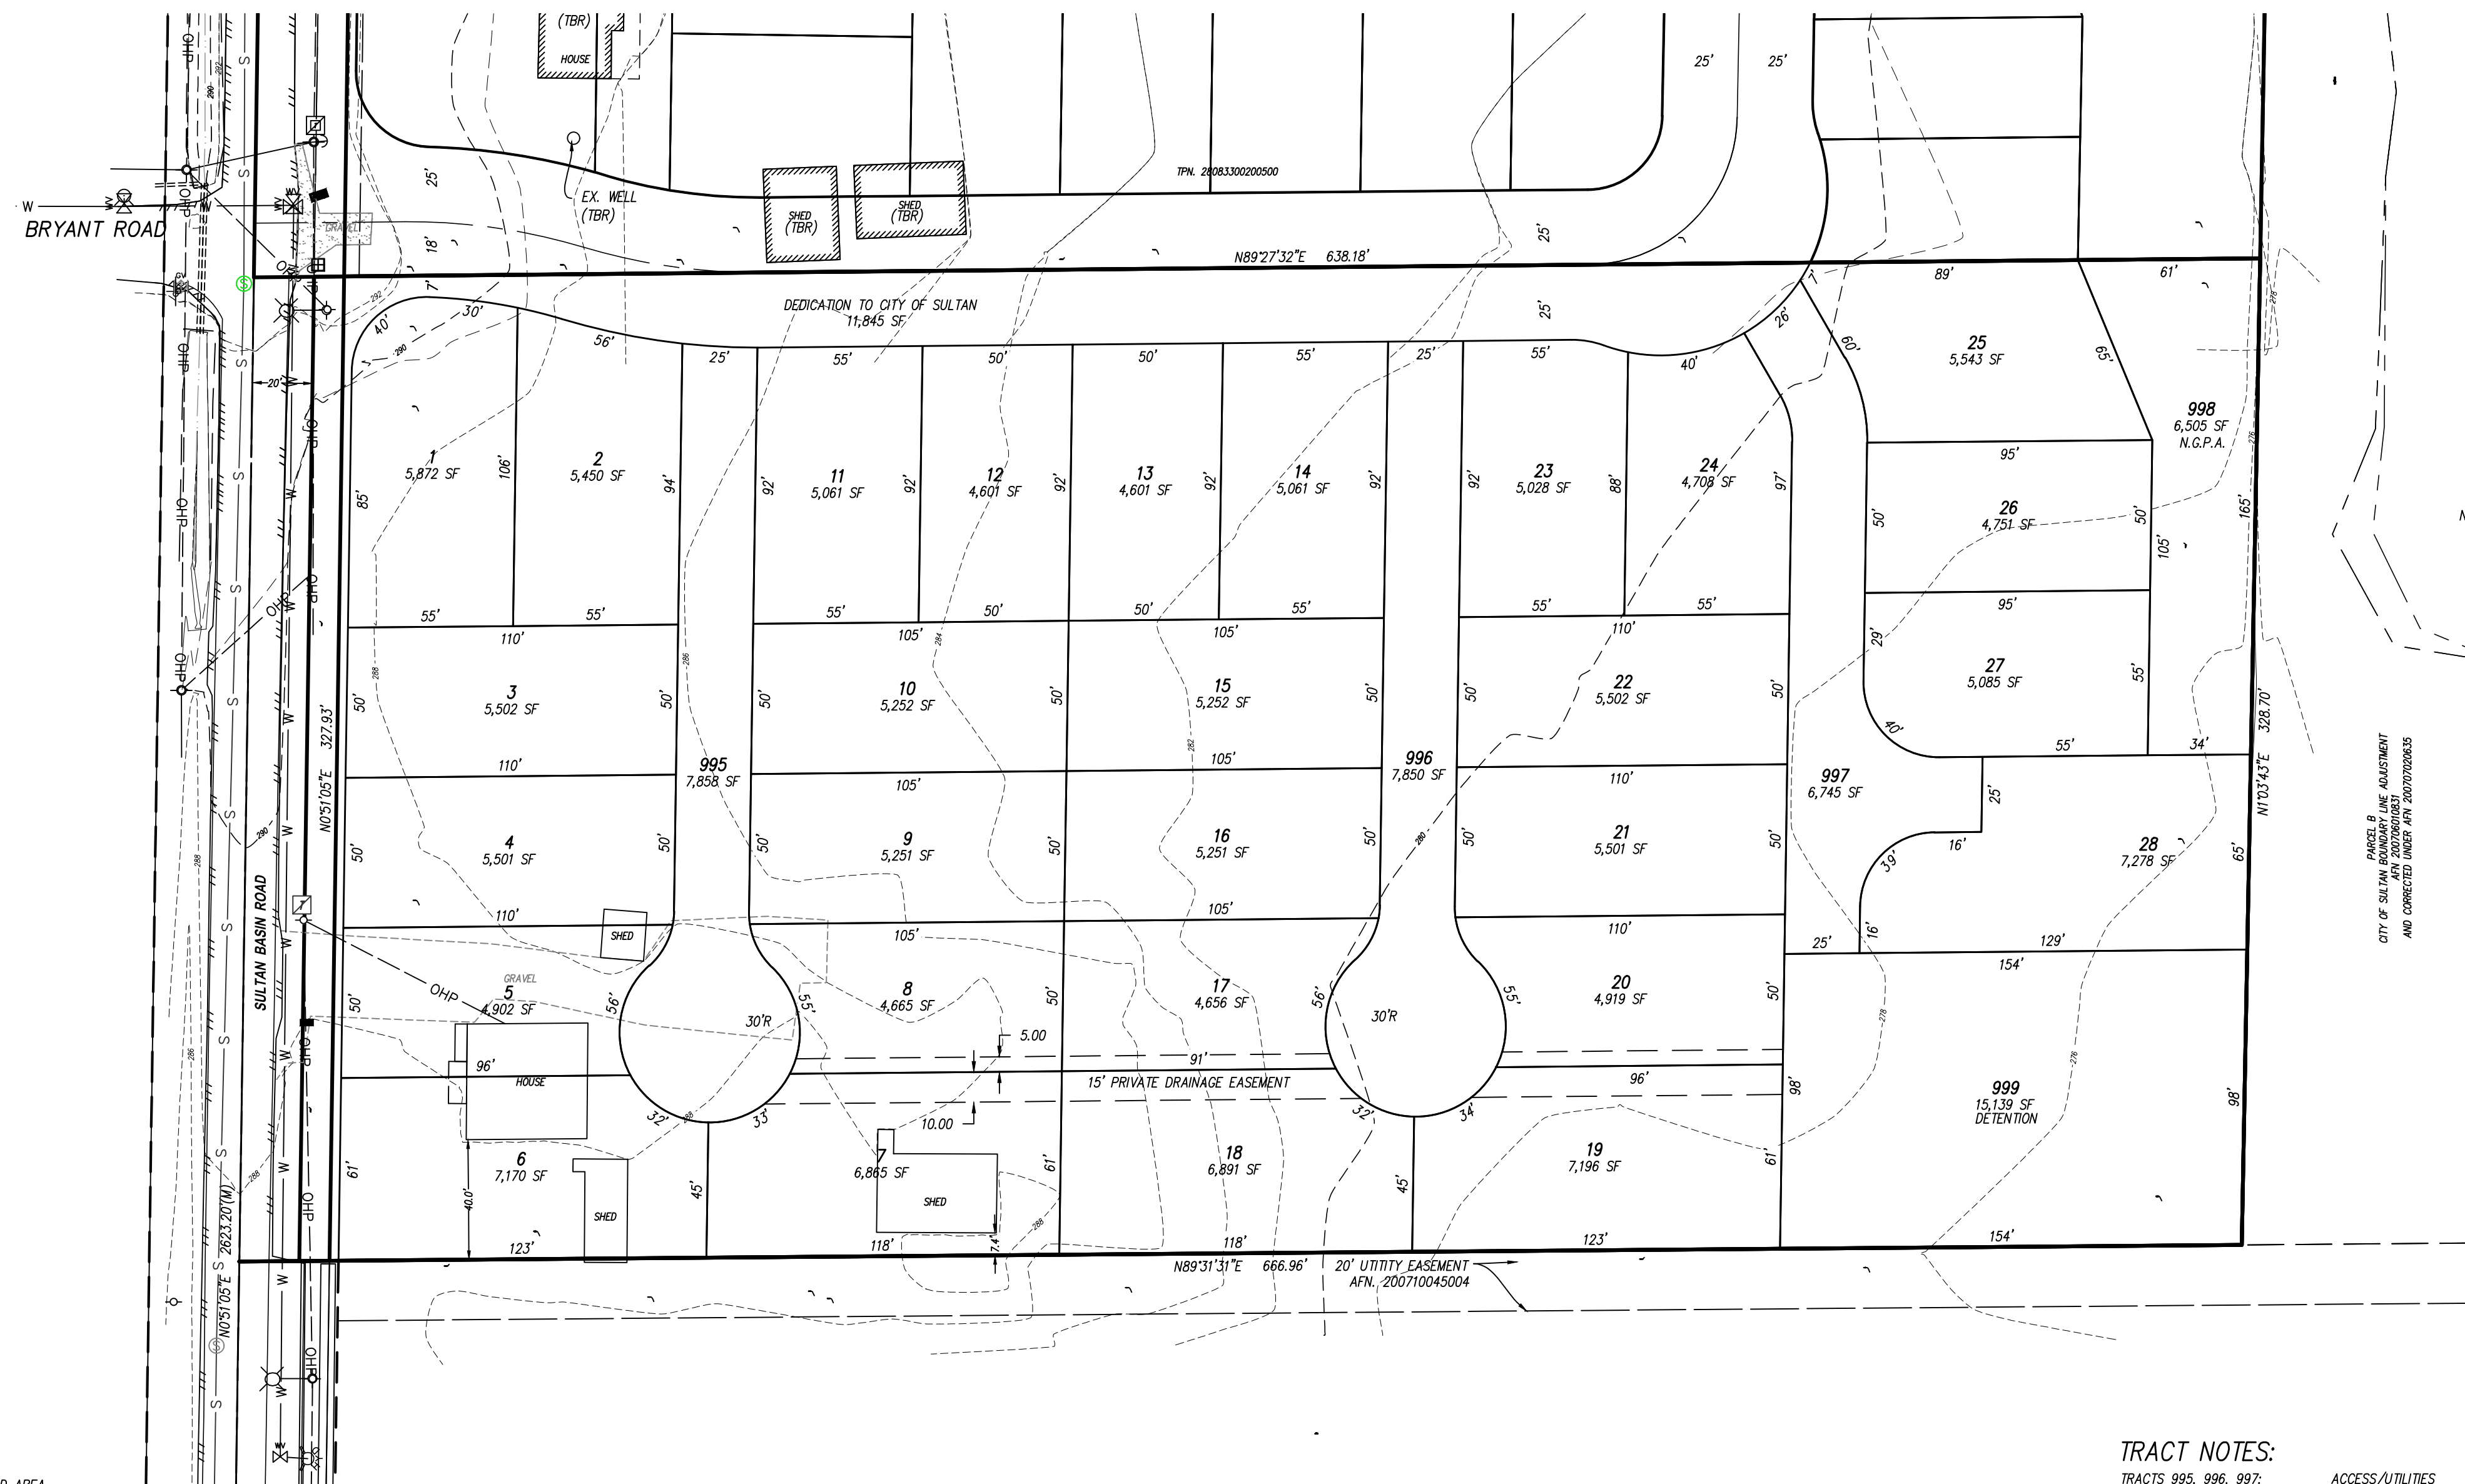 (TBR)
HOUSE
25' 25'
EX. WELL
(TBR)
SHED
(TBR)
SHED
(TBR)
TPN. 28083300200500
W
BRYANT ROAD
GRAVEL
25'
18'
25'
N89°27'32"E 638.18'
DEDICATION TO CITY OF SULTAN
11,845 SF
25'
7'
89'
61'
40'
7'
30'
56'
25'
55'
50'
50'
55'
25'
55'
40'
26'
60'
65'
20'
1
5,872 SF
85'
106'
2
5,450 SF
94'
92'
11
5,061 SF
92'
12
4,601 SF
92'
13
4,601 SF
92'
14
5,061 SF
92'
92'
23
5,028 SF
88'
24
4,708 SF
97'
25
5,543 SF
998
6,505 SF
N.G.P.A.
95'
26
4,751 SF
50'
50'
105'
165'
55'
55'
55'
50'
50'
55'
55'
55'
95'
110'
105'
105'
110'
29'
3
5,502 SF
50'
50'
50'
10
5,252 SF
50'
15
5,252 SF
50'
50'
22
5,502 SF
50'
27
5,085 SF
55'
40'
55'
34'
N0°51'05"E 327.93'
N1°03'43"E 328.70'
110'
995
7,858 SF
105'
105'
996
7,850 SF
110'
997
6,745 SF
25'
4
5,501 SF
50'
50'
50'
9
5,251 SF
50'
16
5,251 SF
50'
50'
21
5,501 SF
50'
16'
39'
28
7,278 SF
65'
110'
105'
105'
110'
25'
16'
129'
154'
SULTAN BASIN ROAD
SHED
GRAVEL
5
4,902 SF
50'
56'
30'R
55'
8
4,665 SF
50'
17
4,656 SF
56'
30'R
55'
20
4,919 SF
50'
OHP
5.00
96'
HOUSE
91'
15' PRIVATE DRAINAGE EASEMENT
96'
98'
999
15,139 SF
DETENTION
98'
32'
33'
10.00
32'
34'
6
7,170 SF
61'
40.0'
SHED
45'
7
6,865 SF
SHED
7.4'
61'
18
6,891 SF
45'
19
7,196 SF
61'
123'
118'
118'
123'
154'
N89°31'31"E 666.96'
20' UTITITY EASEMENT
AFN. 200710045004
N0°51'05"E 2623.20'(M)
PARCEL B
CITY OF SULTAN BOUNDARY LINE ADJUSTMENT
AFN 200706010831
AND CORRECTED UNDER AFN 200707020635
TRACT NOTES:
TRACTS 995, 996, 997: ACCESS/UTILITIES